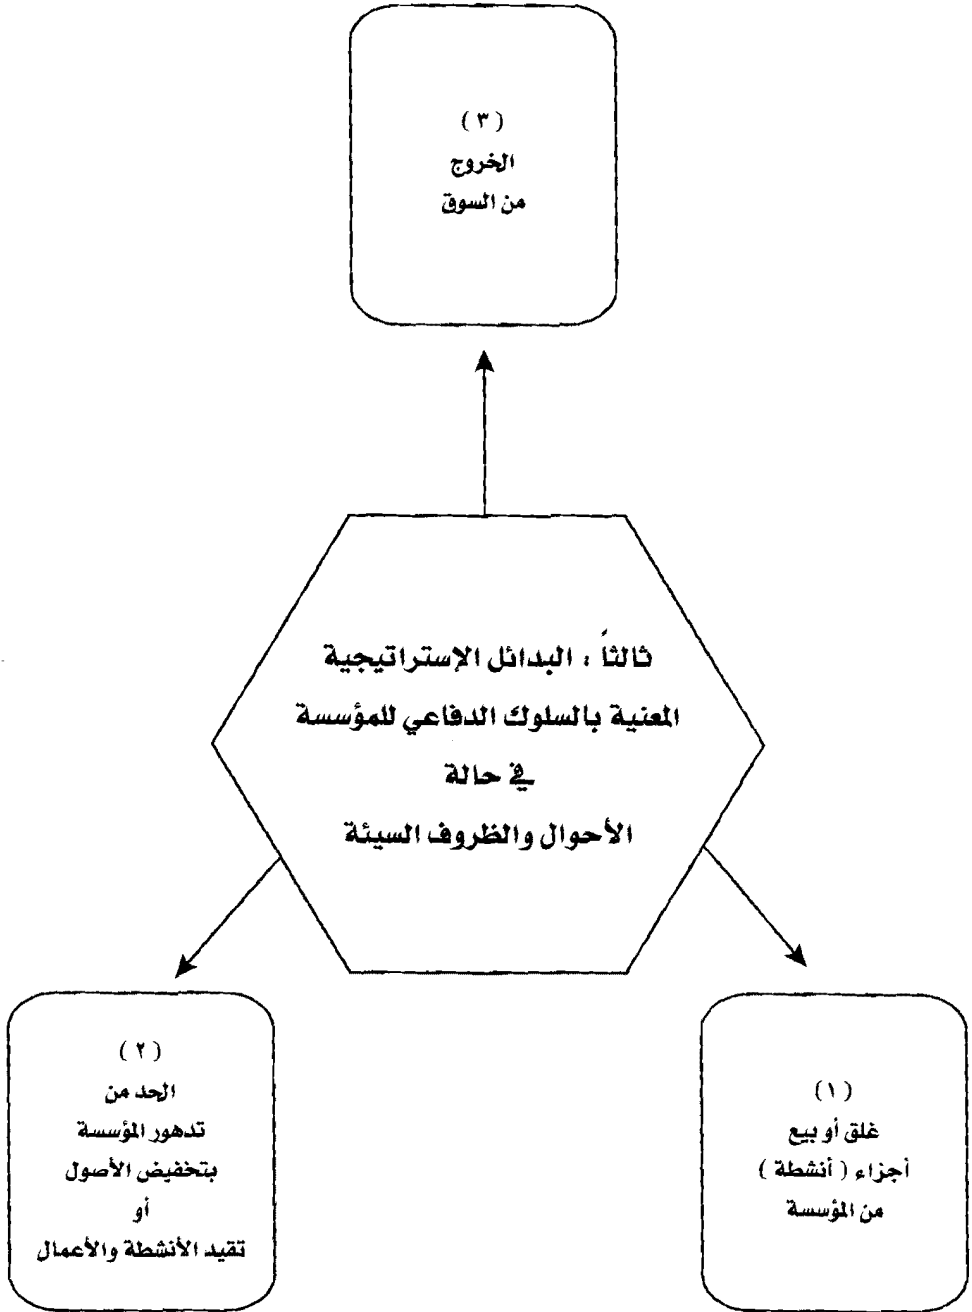 ( ٣ )
الخروج
من السوق
ثالثاً : البدائل الإستراتيجية
المعنية بالسلوك الدفاعي للمؤسسة
في حالة
الأحوال والظروف السيئة
( ١ )
غلق أو بيع
أجزاء ( أنشطة )
من المؤسسة
( ٢ )
الحد من
تدهور المؤسسة
بتخفيض الأصول
أو
تقيد الأنشطة والأعمال